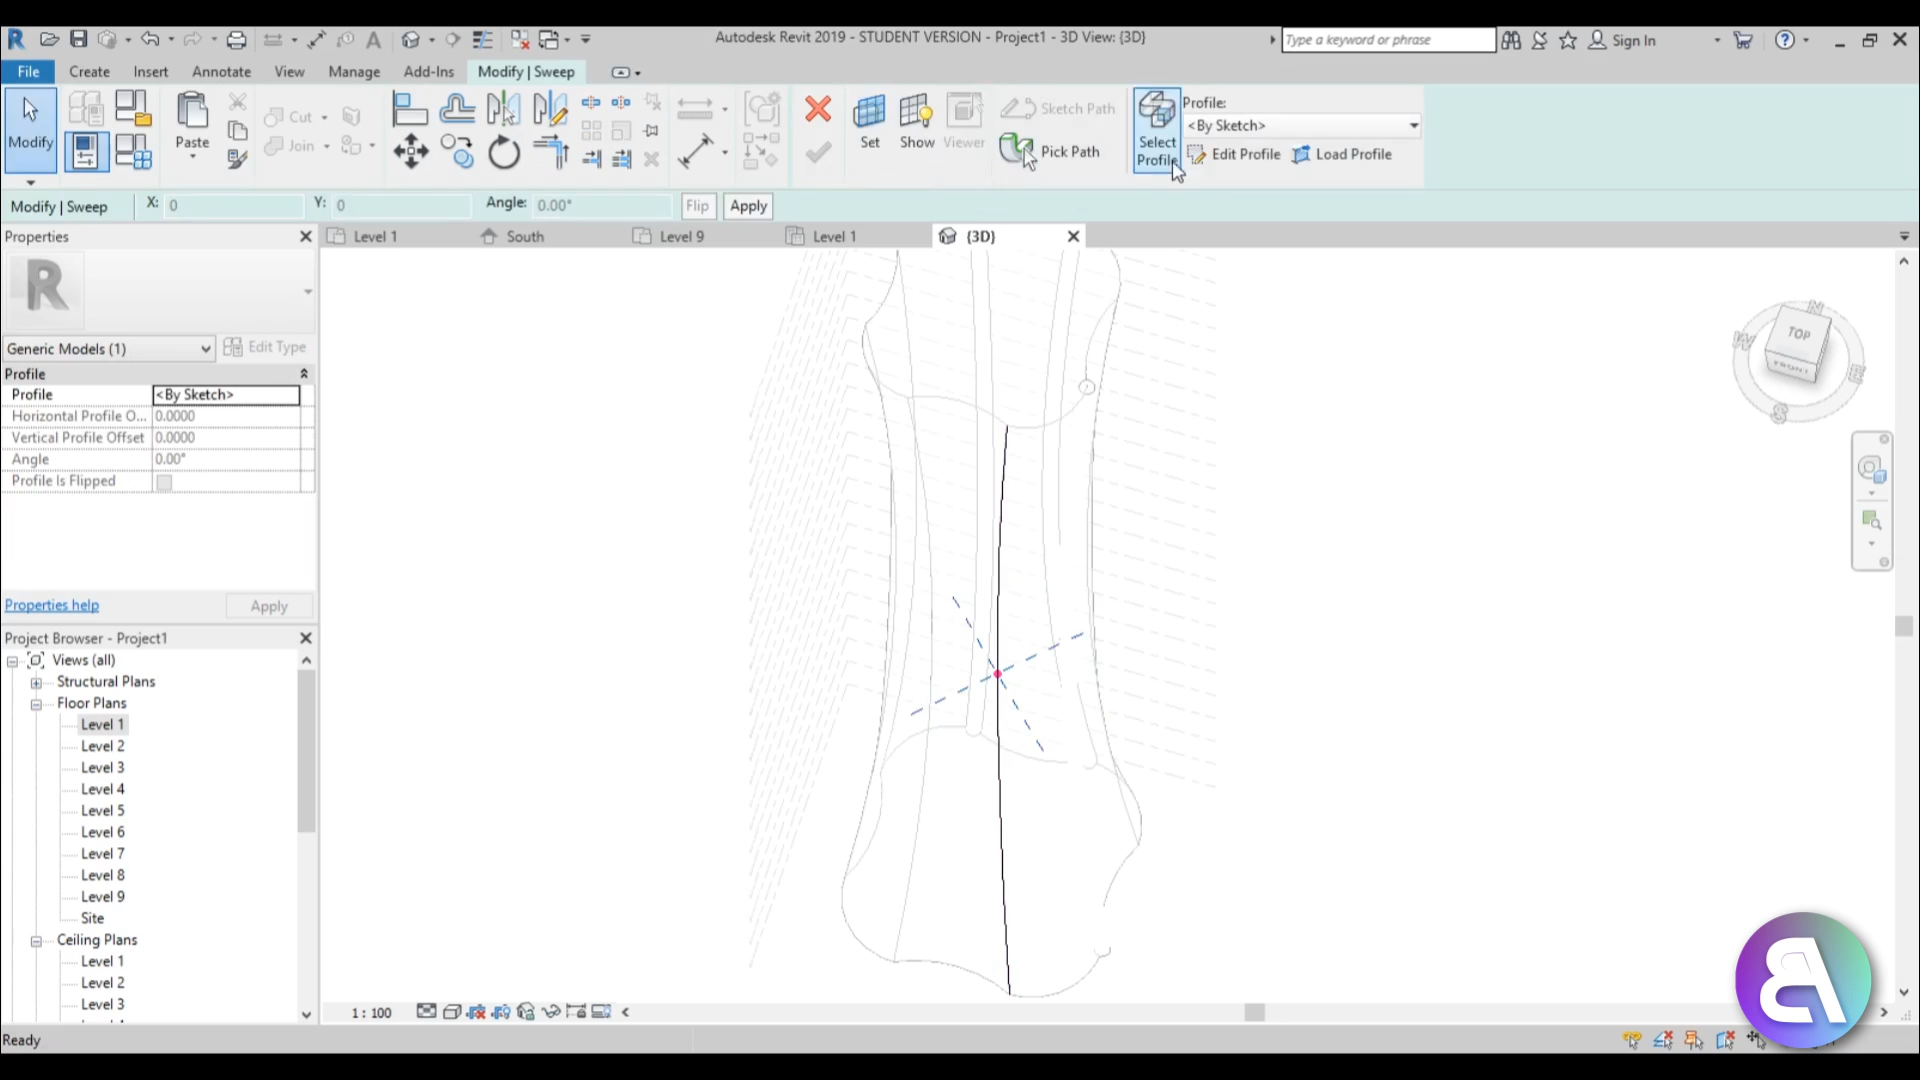 Autodesk Revit 2019 - STUDENT VERSION - Project1 - 3D View: {3D}
Type a keyword or phrase
Sign In
File
Create
Insert
Annotate
View
Manage
Add-Ins
Modify | Sweep
Modify
Paste
Cut
Join
Set
Show
Viewer
Sketch Path
Pick Path
Select
Profile
Profile:
<By Sketch>
Edit Profile
Load Profile
Modify | Sweep
X: 0
Y: 0
Angle: 0.00°
Flip
Apply
Properties
Level 1
South
Level 9
Level 1
{3D}
Generic Models (1)
Edit Type
Profile
Profile <By Sketch>
Horizontal Profile O... 0.0000
Vertical Profile Offset 0.0000
Angle 0.00°
Profile Is Flipped
Properties help
Apply
Project Browser - Project1
Views (all)
Structural Plans
Floor Plans
Level 1
Level 2
Level 3
Level 4
Level 5
Level 6
Level 7
Level 8
Level 9
Site
Ceiling Plans
Level 1
Level 2
Level 3
TOP
FRONT
N
W
E
S
1 : 100
Ready